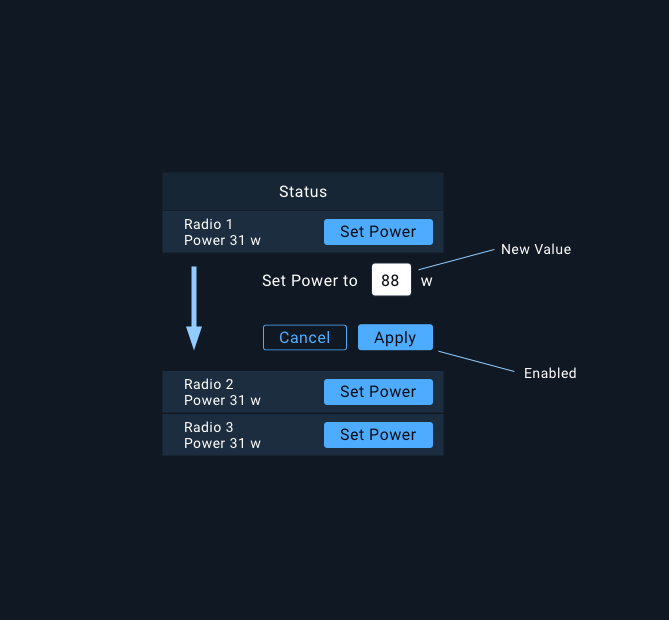 Status
Radio 1
Power 31 w
Set Power
New Value
Set Power to 88 w
Cancel
Apply
Enabled
Radio 2
Power 31 w
Set Power
Radio 3
Power 31 w
Set Power